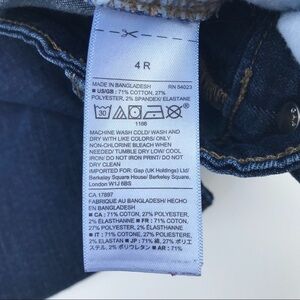 4 R
MADE IN BANGLADESH RN 54023
■ US/GB : 71% COTTON, 27%
POLYESTER, 2% SPANDEX/ ELASTANE
30
1186
MACHINE WASH COLD/ WASH AND
DRY WITH LIKE COLORS/ ONLY
NON-CHLORINE BLEACH WHEN
NEEDED/ TUMBLE DRY LOW/ COOL
IRON/ DO NOT IRON PRINT/ DO NOT
DRY CLEAN
IMPORTED FOR: Gap (UK Holdings) Ltd/
Berkeley Square House/ Berkeley Square,
London W1J 6BS
CA 17897
FABRIQUÉ AU BANGLADESH/ HECHO
EN BANGLADESH
■ CA : 71% COTON, 27% POLYESTER,
2% ÉLASTHANNE ■ FR : 71% COTON,
27% POLYESTER, 2% ÉLASTHANNE
■ IT : 71% COTONE, 27% POLIESTERE,
2% ELASTAN ■ JP : 71% 綿, 27% ポリエ
ステル, 2% ポリウレタン ■ AR : 71%